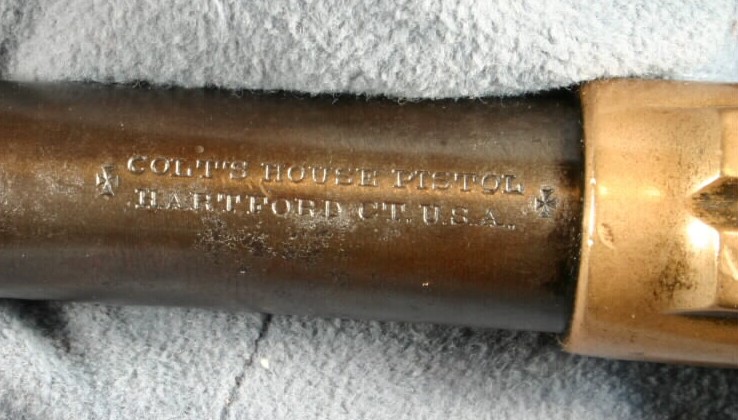 COLT'S HOUSE PISTOL
HARTFORD CT. U.S.A.